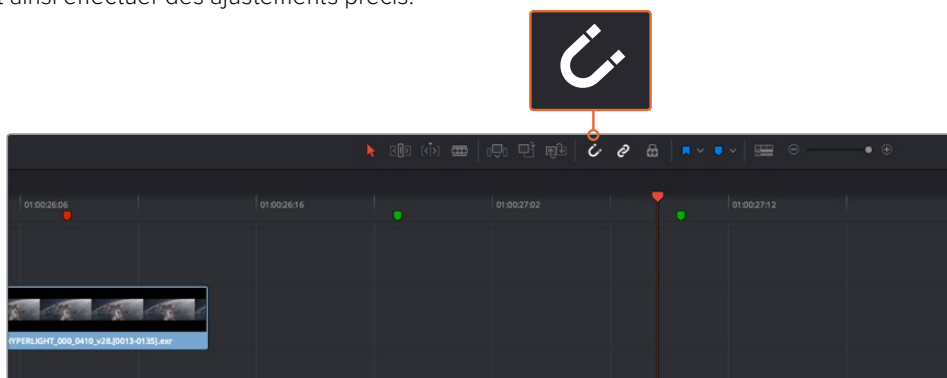 t ainsi effectuer des ajustements précis.
01:00:26:06 01:00:26:16 01:00:27:02 01:00:27:12
HYPERLIGHT_000_0410_v28.[0013-0135].exr